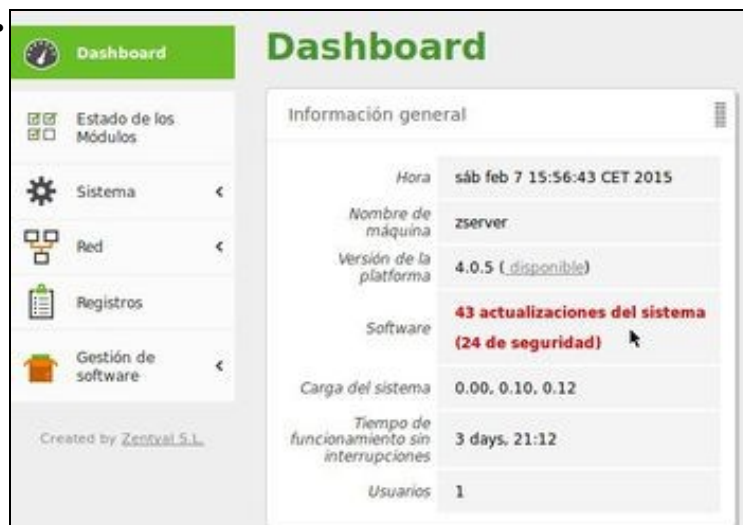 Dashboard
Estado de los
Módulos
Sistema
Red
Registros
Gestión de
software
Created by Zentyal S.L.
Dashboard
Información general
Hora sáb feb 7 15:56:43 CET 2015
Nombre de
máquina zserver
Versión de la
plataforma 4.0.5 ( disponible)
Software 43 actualizaciones del sistema
(24 de seguridad)
Carga del sistema 0.00, 0.10, 0.12
Tiempo de
funcionamiento sin
interrupciones 3 days, 21:12
Usuarios 1